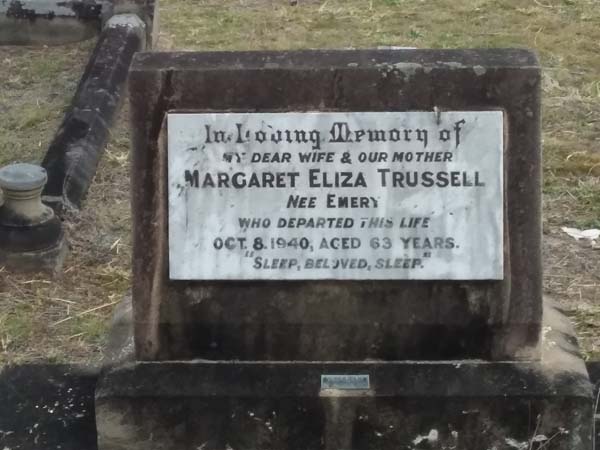 In Loving Memory of
MY DEAR WIFE & OUR MOTHER
MARGARET ELIZA TRUSSELL
NEE EMERY
WHO DEPARTED THIS LIFE
OCT. 8. 1940, AGED 63 YEARS.
"SLEEP, BELOVED, SLEEP."